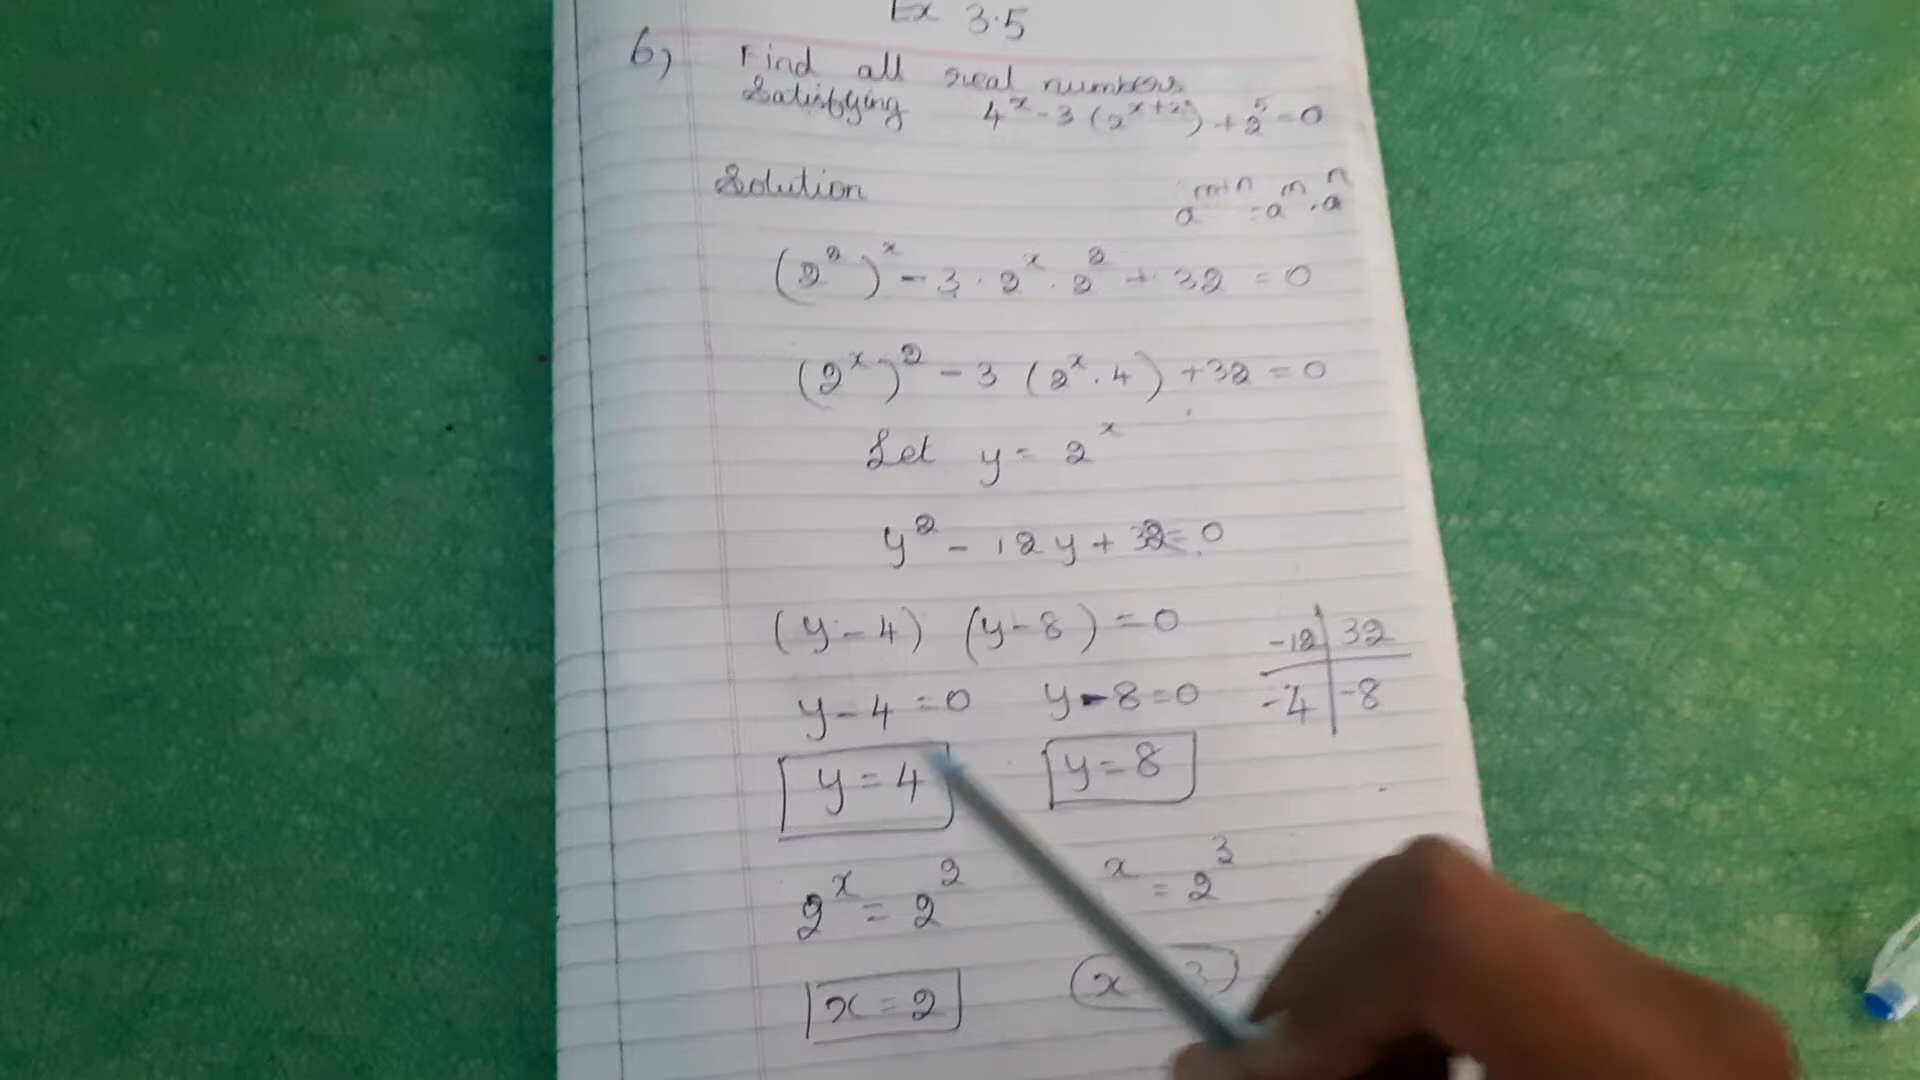 Ex 3.5
6) Find all real numbers
Satisfying 4^x - 3 (2^x+2) + 2^5 = 0
Solution
a^m+n = a^m . a^n
(2^2)^x - 3 . 2^x . 2^2 + 32 = 0
(2^x)^2 - 3 (2^x . 4) + 32 = 0
Let y = 2^x
y^2 - 12y + 32 = 0
(y - 4) (y - 8) = 0
-12 | 32
y - 4 = 0 y - 8 = 0
-4 | -8
y = 4 y = 8
2^x = 2^2 x = 2^3
x = 2 x 3